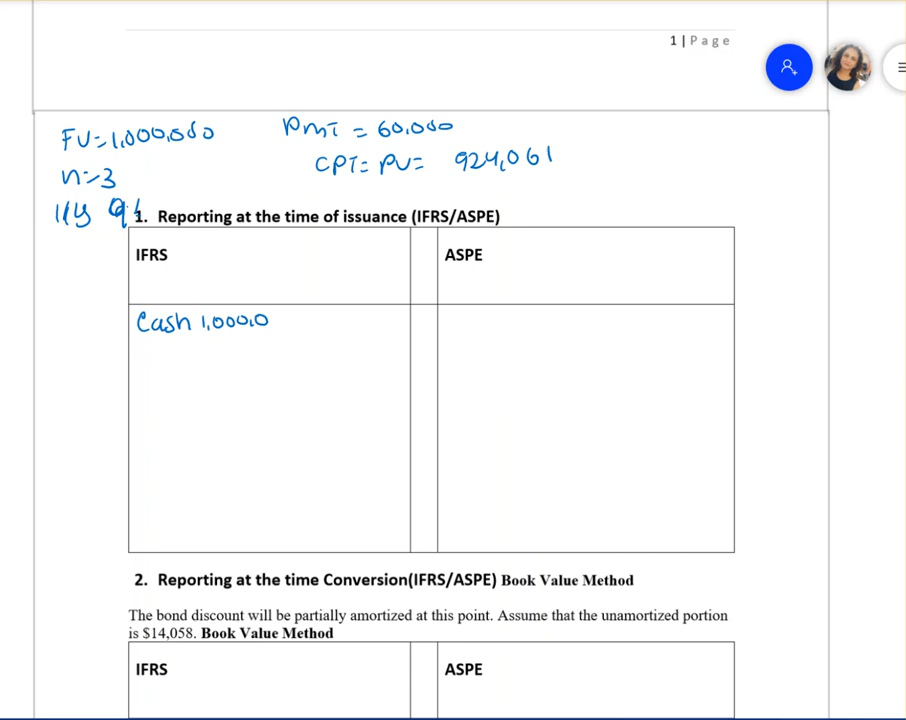 1 | Page
FV=1,000,000
PMT = 60,000
n=3
CPT= PV= 924,061
I/Y 9%
1. Reporting at the time of issuance (IFRS/ASPE)
IFRS
ASPE
Cash 1,000,0
2. Reporting at the time Conversion(IFRS/ASPE) Book Value Method
The bond discount will be partially amortized at this point. Assume that the unamortized portion
is $14,058. Book Value Method
IFRS
ASPE